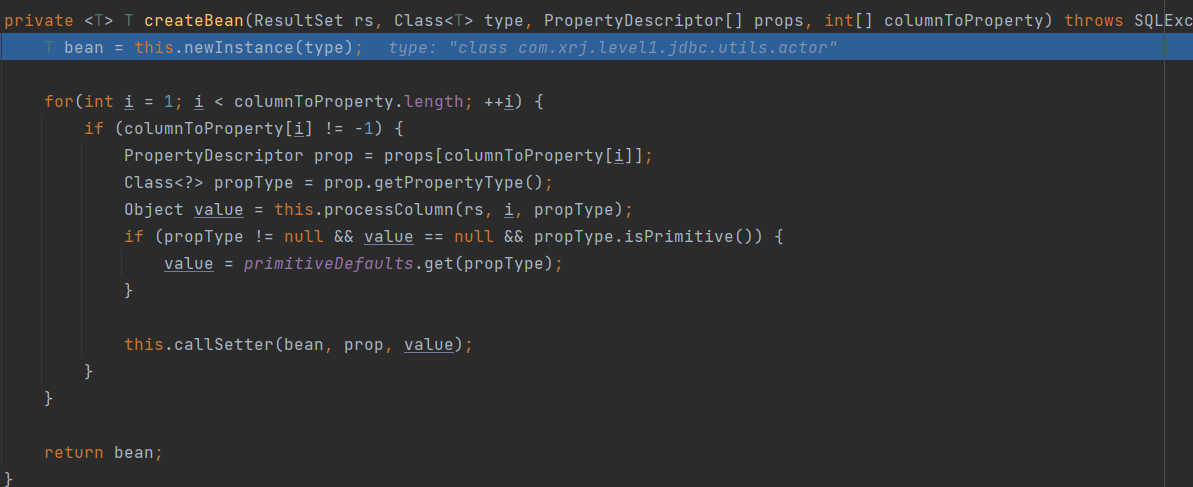 private <T> T createBean(ResultSet rs, Class<T> type, PropertyDescriptor[] props, int[] columnToProperty) throws SQLExc
T bean = this.newInstance(type); type: "class com.xrj.level1.jdbc.utils.actor"
for(int i = 1; i < columnToProperty.length; ++i) {
if (columnToProperty[i] != -1) {
PropertyDescriptor prop = props[columnToProperty[i]];
Class<?> propType = prop.getPropertyType();
Object value = this.processColumn(rs, i, propType);
if (propType != null && value == null && propType.isPrimitive()) {
value = primitiveDefaults.get(propType);
}
this.callSetter(bean, prop, value);
}
}
return bean;
}